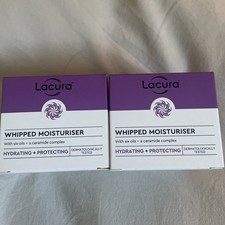 Lacura
WHIPPED MOISTURISER
With six oils + a ceramide complex
HYDRATING + PROTECTING
DERMATOLOGICALLY
TESTED
Lacura
WHIPPED MOISTURISER
With six oils + a ceramide complex
HYDRATING + PROTECTING
DERMATOLOGICALLY
TESTED